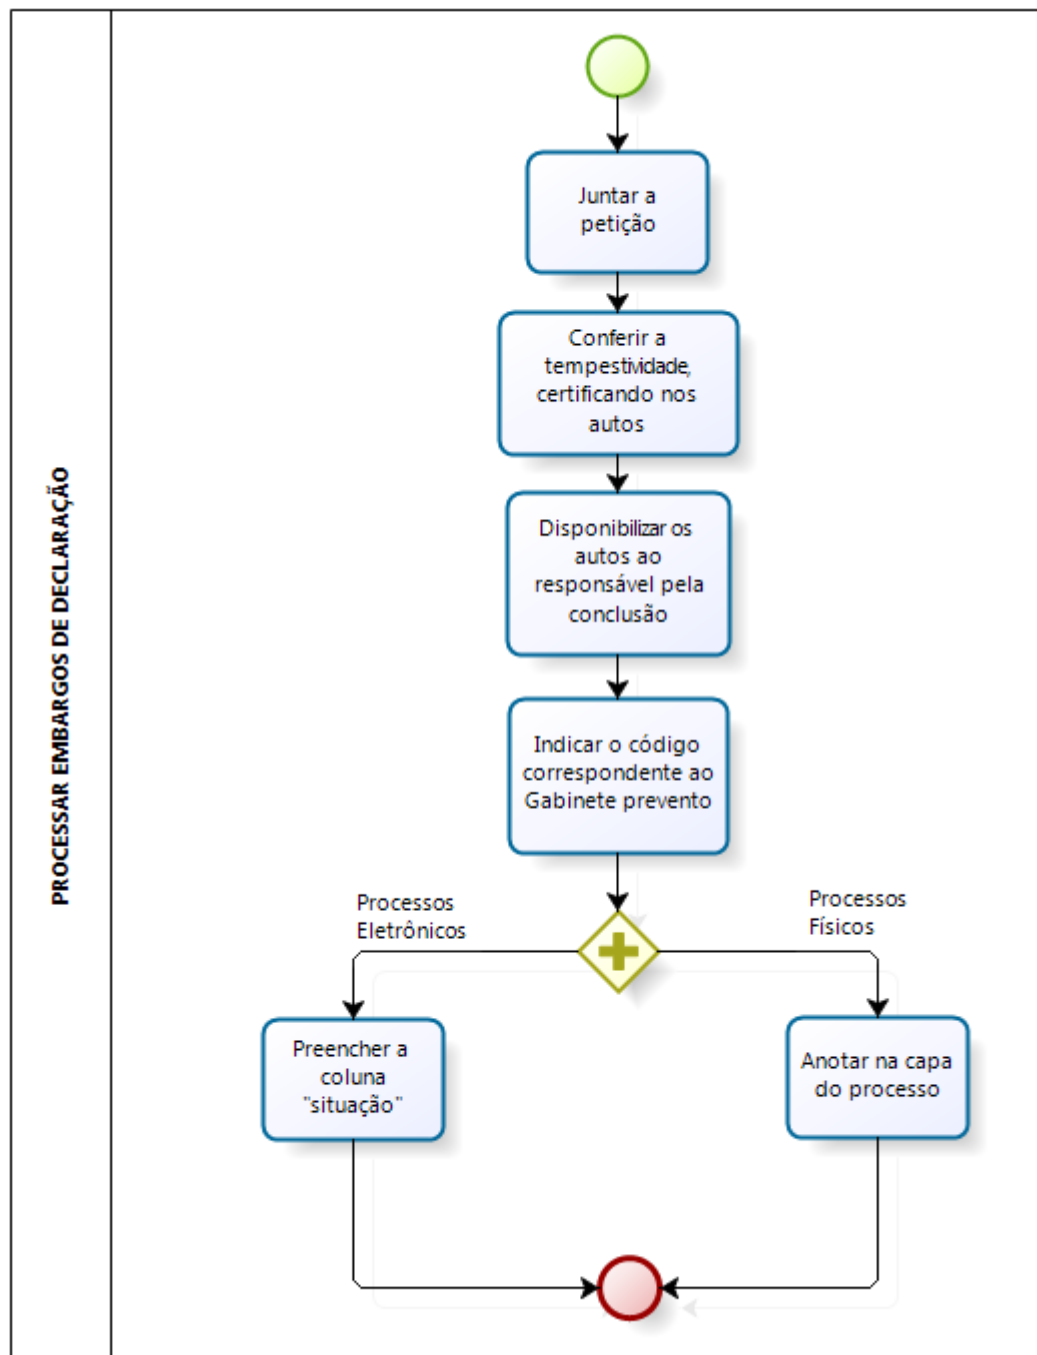 PROCESSAR EMBARGOS DE DECLARAÇÃO
Juntar a
petição
Conferir a
tempestividade,
certificando nos
autos
Disponibilizar os
autos ao
responsável pela
conclusão
Indicar o código
correspondente ao
Gabinete prevento
Processos
Eletrônicos
Processos
Físicos
Preencher a
coluna
"situação"
Anotar na capa
do processo